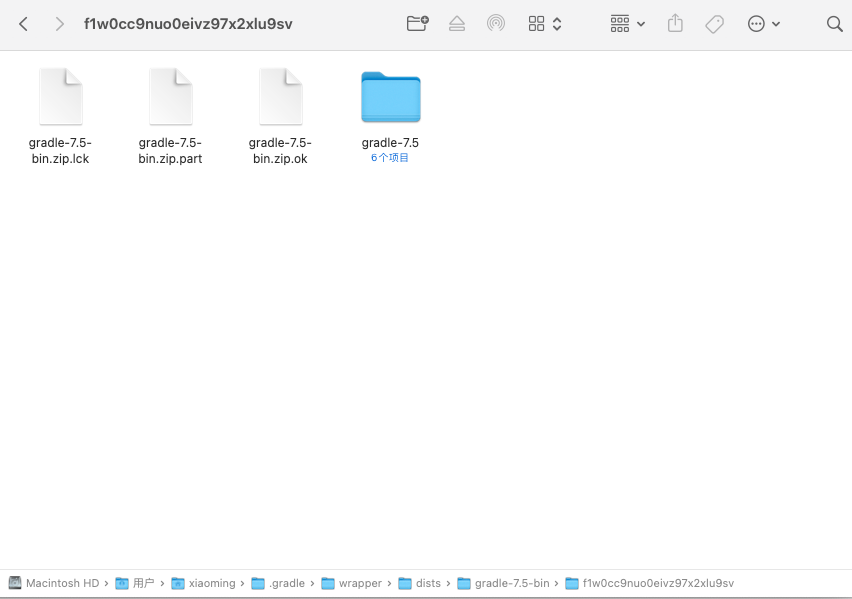 f1w0cc9nuo0eivz97x2xlu9sv
gradle-7.5-
bin.zip.lck
gradle-7.5-
bin.zip.part
gradle-7.5-
bin.zip.ok
gradle-7.5
6个项目
Macintosh HD › 用户 › xiaoming › .gradle › wrapper › dists › gradle-7.5-bin › f1w0cc9nuo0eivz97x2xlu9sv